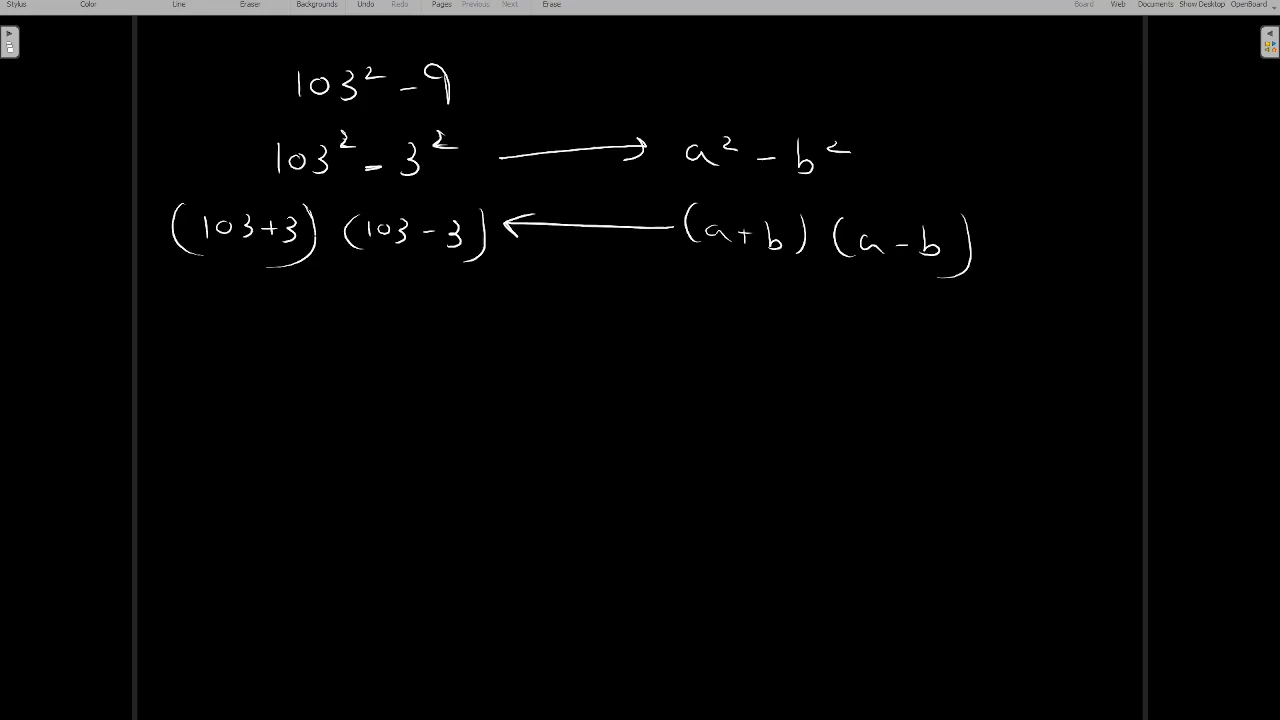 Stylus Color Line Eraser Backgrounds Undo Redo Pages Previous Next Erase Board Web Documents Show Desktop OpenBoard
103² - 9
103² - 3² → a² - b²
(103+3) (103-3) ← (a+b) (a-b)